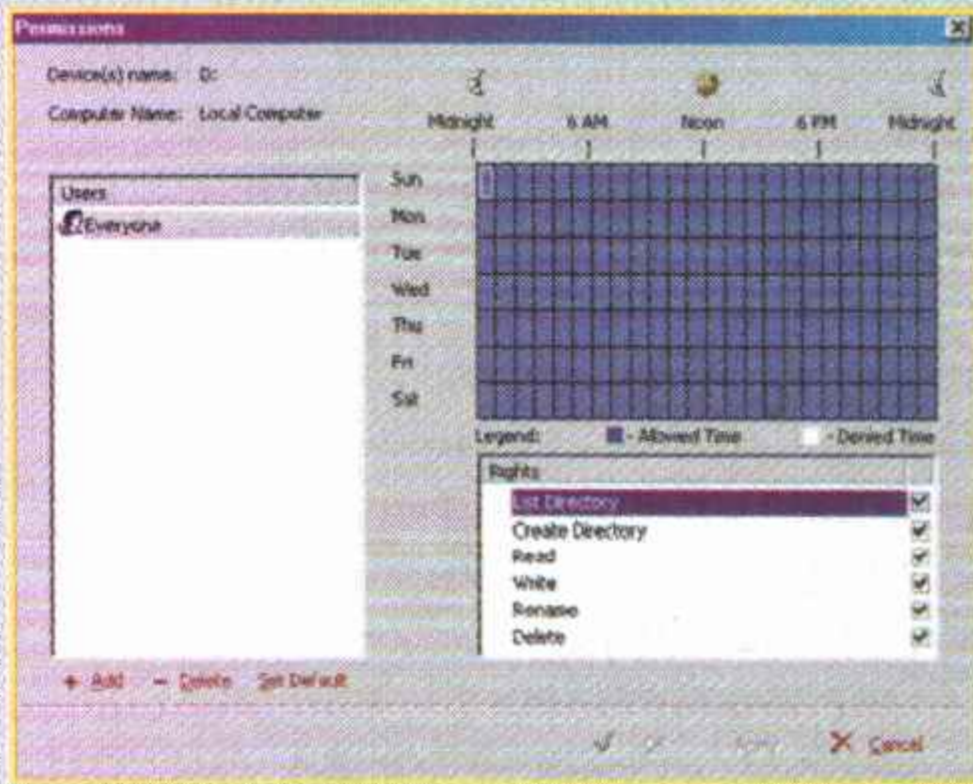 Permissions
Device(s) name: D:
Computer Name: Local Computer
Midnight 6 AM Noon 6 PM Midnight
Users
Everyone
Sun
Mon
Tue
Wed
Thu
Fri
Sat
Legend: - Allowed Time - Denied Time
Rights
List Directory
Create Directory
Read
Write
Rename
Delete
+ Add - Delete Set Default
Cancel